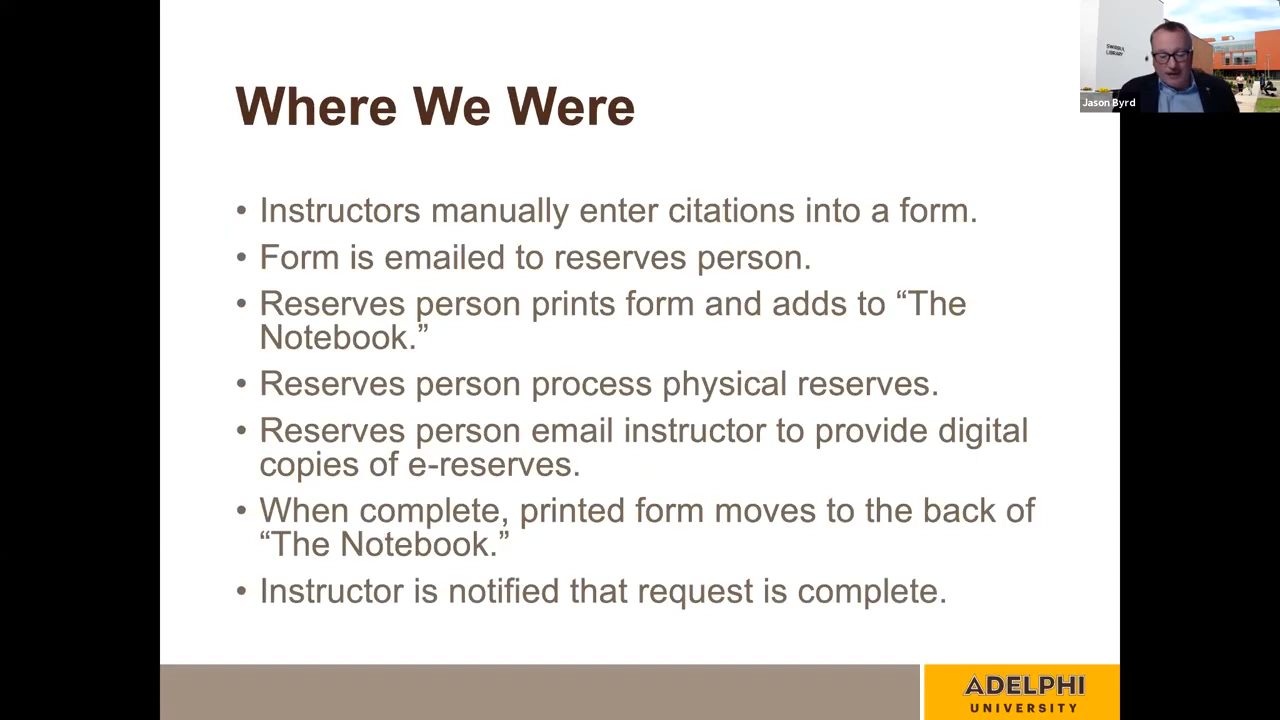 Where We Were
• Instructors manually enter citations into a form.
• Form is emailed to reserves person.
• Reserves person prints form and adds to “The
Notebook.”
• Reserves person process physical reserves.
• Reserves person email instructor to provide digital
copies of e-reserves.
• When complete, printed form moves to the back of
“The Notebook.”
• Instructor is notified that request is complete.
ADELPHI
UNIVERSITY
SWIRBUL
LIBRARY
Jason Byrd